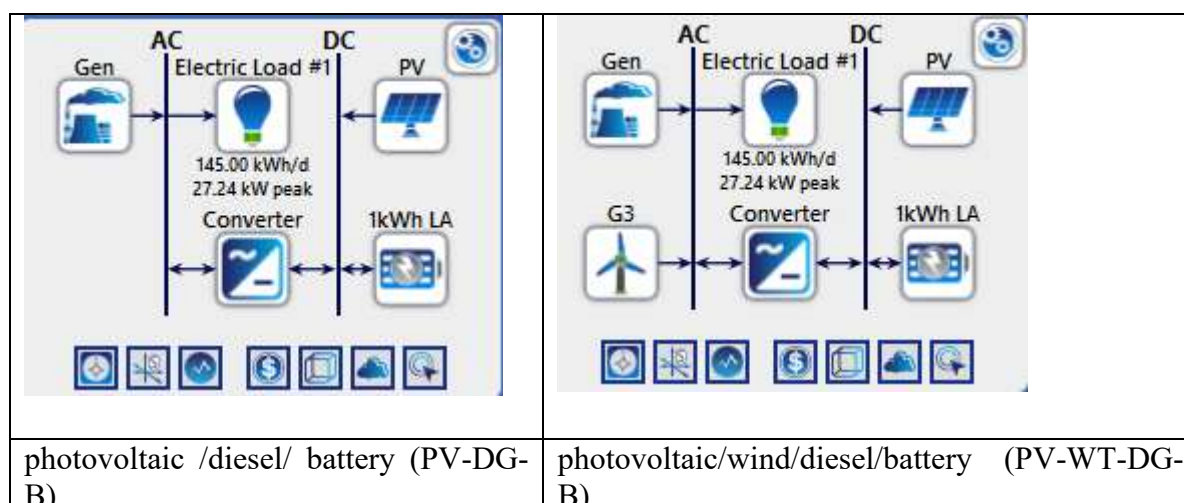 AC DC
Gen Electric Load #1 PV
145.00 kWh/d
27.24 kW peak
Converter 1kWh LA
AC DC
Gen Electric Load #1 PV
145.00 kWh/d
27.24 kW peak
G3 Converter 1kWh LA
photovoltaic /diesel/ battery (PV-DG-
B)
photovoltaic/wind/diesel/battery (PV-WT-DG-
B)